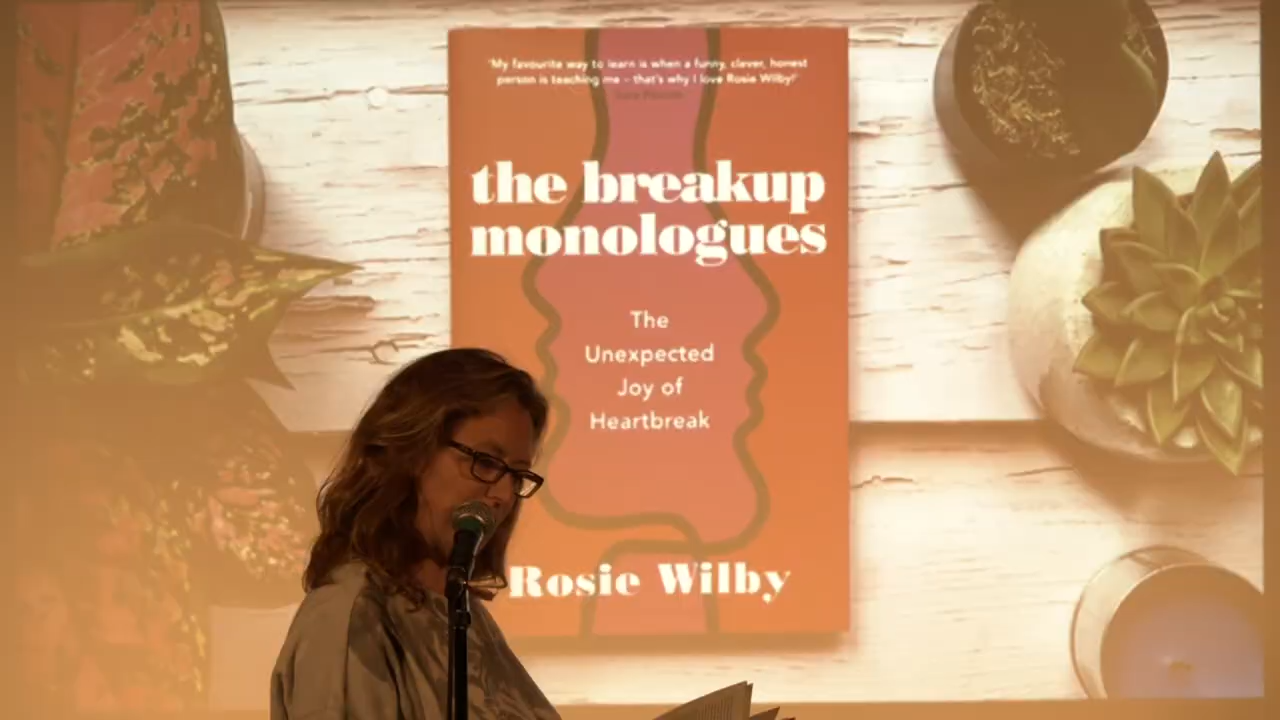 'My favourite way to learn is when a funny, clever, honest
person is teaching me – that's why I love Rosie Wilby!'
the breakup
monologues
The
Unexpected
Joy of
Heartbreak
Rosie Wilby